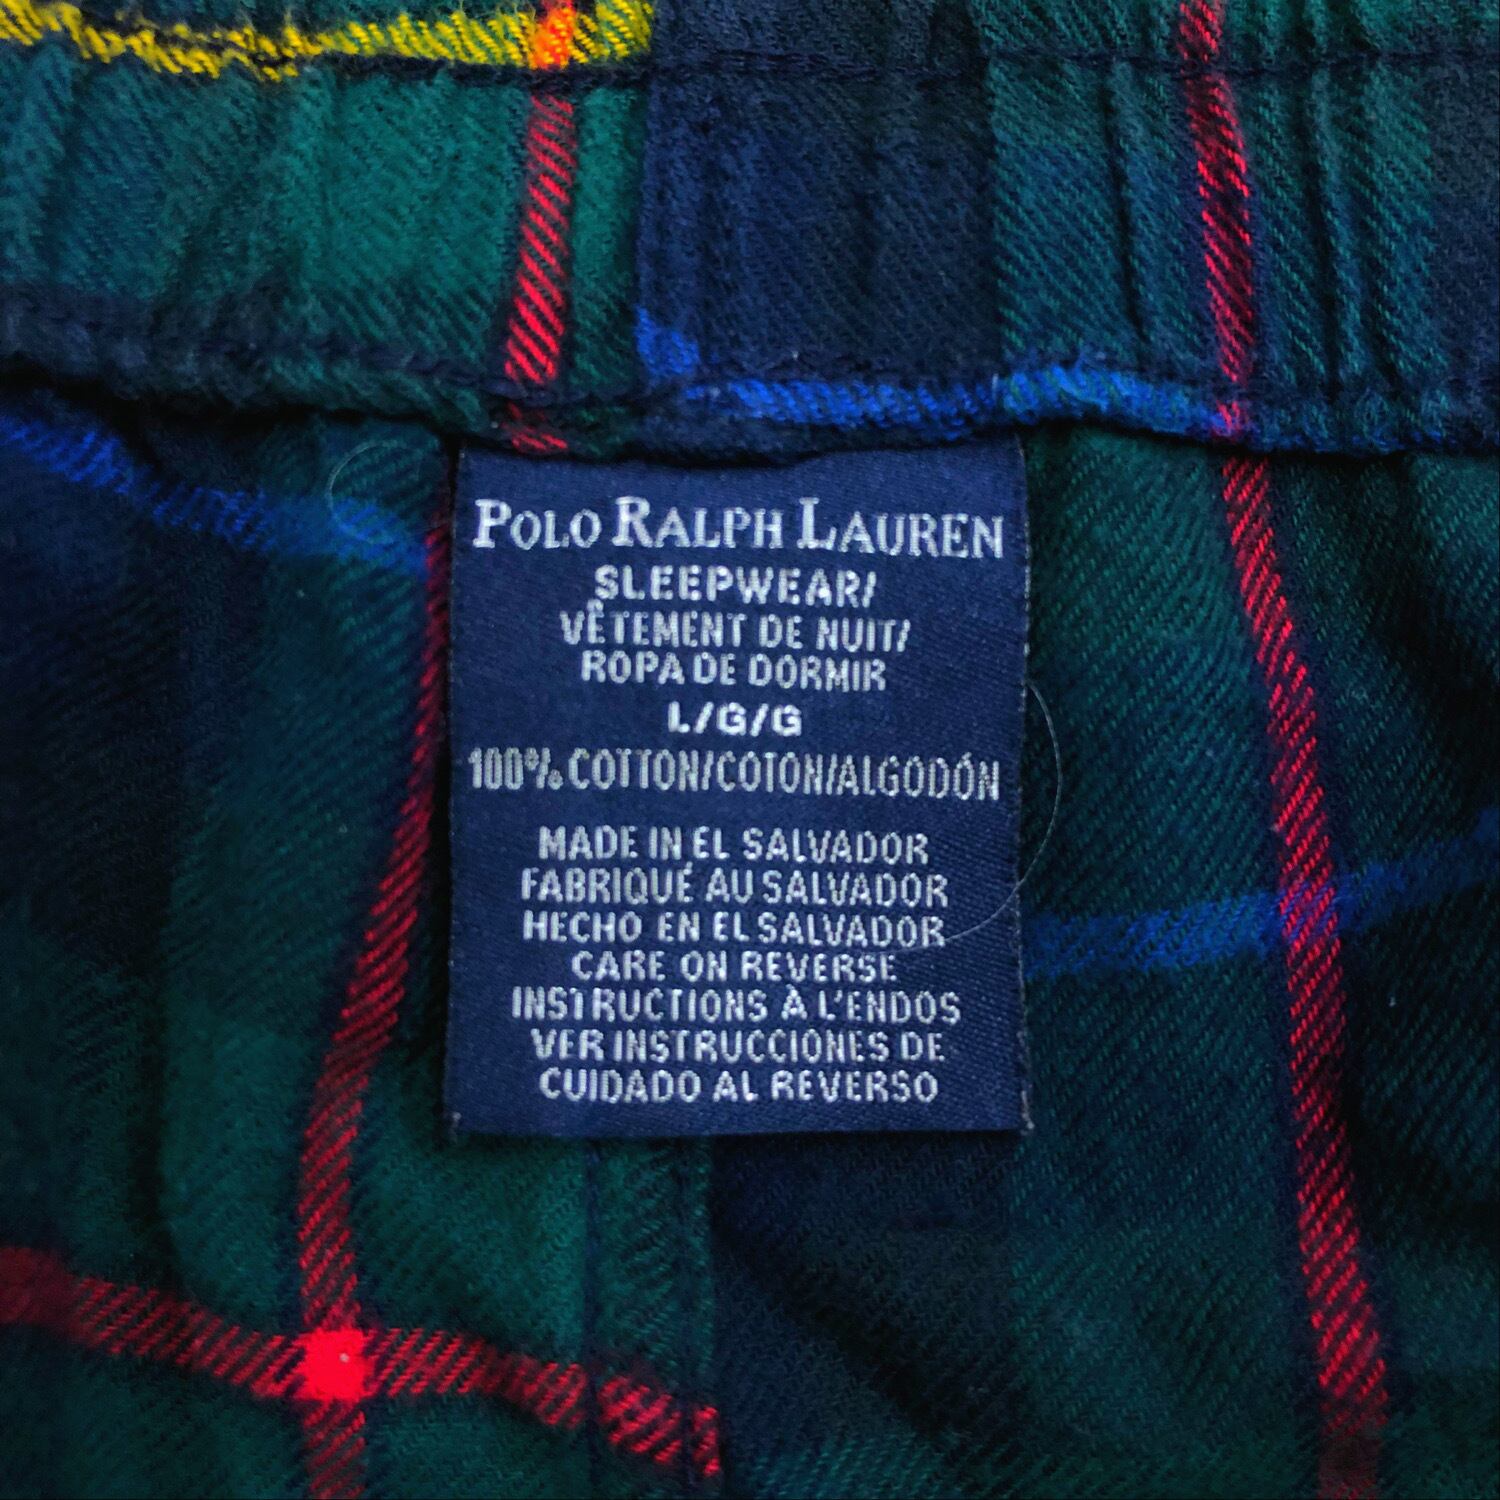 POLO RALPH LAUREN
SLEEPWEAR/
VÊTEMENT DE NUIT/
ROPA DE DORMIR
L/G/G
100% COTTON/COTON/ALGODÓN
MADE IN EL SALVADOR
FABRIQUÉ AU SALVADOR
HECHO EN EL SALVADOR
CARE ON REVERSE
INSTRUCTIONS À L'ENDOS
VER INSTRUCCIONES DE
CUIDADO AL REVERSO